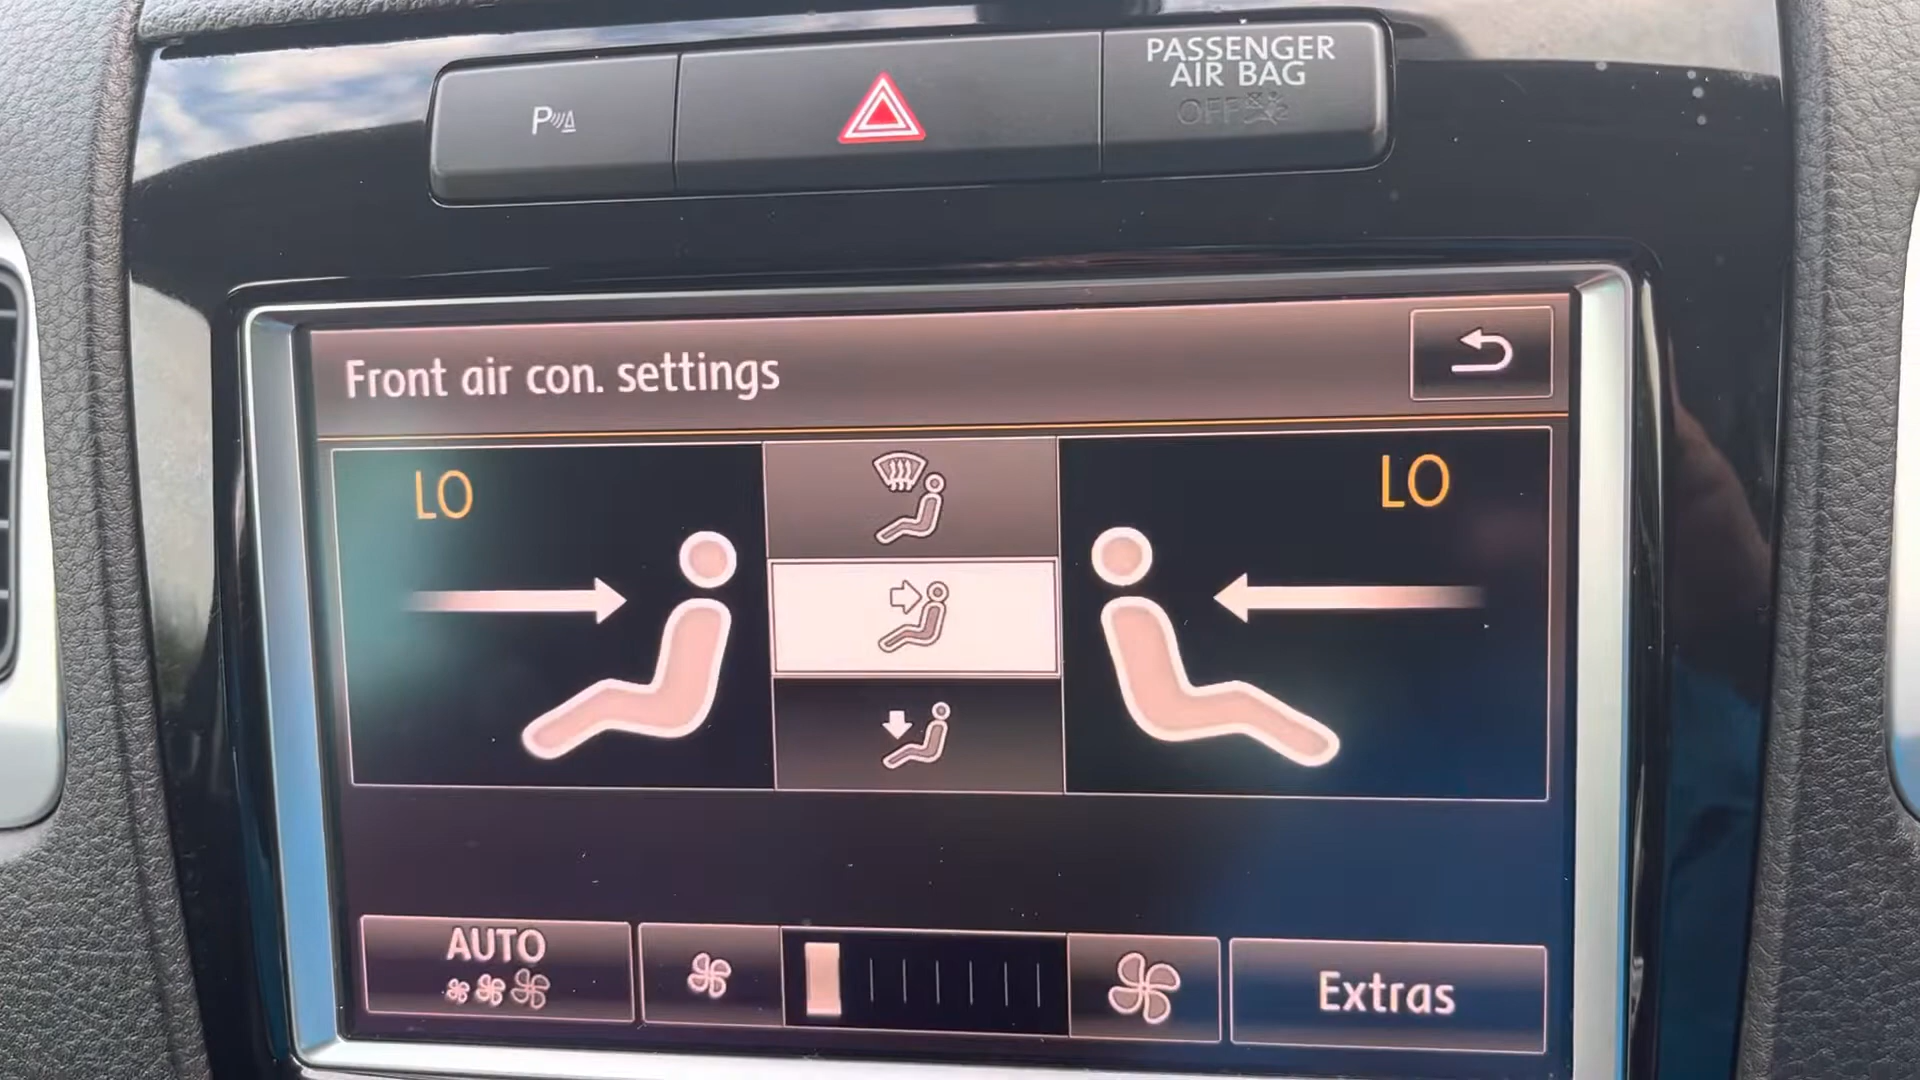 P
PASSENGER
AIR BAG
OFF
Front air con. settings
LO
LO
AUTO
Extras